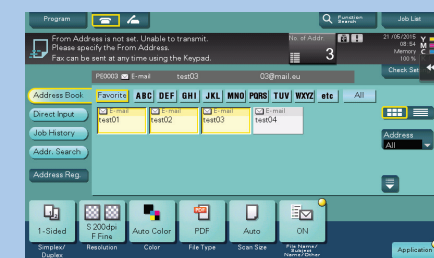 Program
Function Search
Job List
From Address is not set. Unable to transmit.
Please specify the From Address.
Fax can be sent at any time using the Keypad.
No. of Addr.
3
21/05/2015
08:54
Memory
100 %
Y
M
C
K
Check Set
PE0003 E-mail test03 03@mail.eu
Address Book
Favorite ABC DEF GHI JKL MNO PQRS TUV WXYZ etc All
E-mail
test01
E-mail
test02
E-mail
test03
E-mail
test04
Direct Input
Job History
Addr. Search
Address Reg.
Address
All
1-Sided
S 200dpi
F Fine
Auto Color
PDF
Auto
ON
Simplex/
Duplex
Resolution
Color
File Type
Scan Size
File Name/
Subject
Name/Other
Application